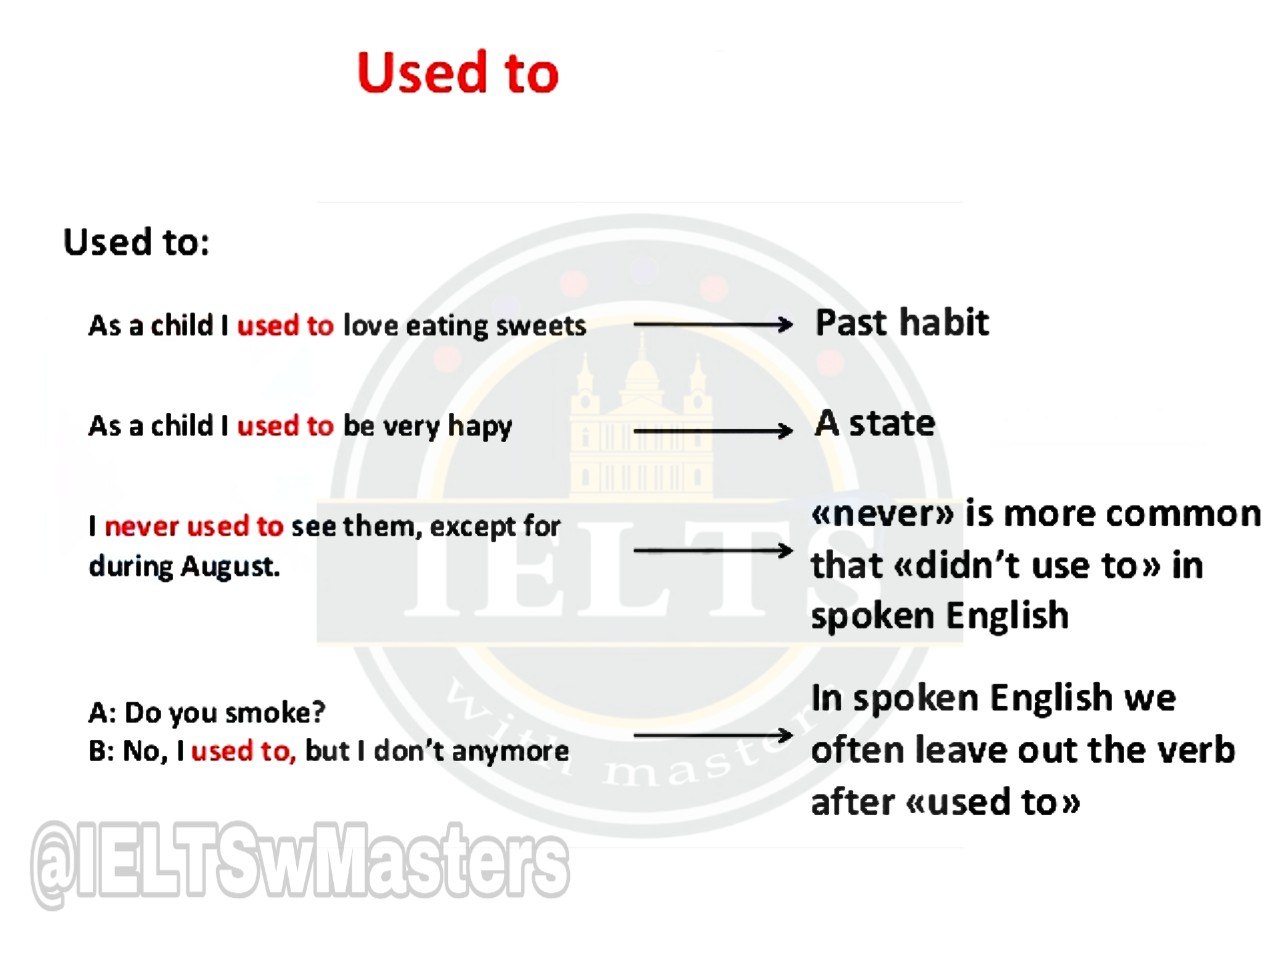 Used to
Used to:
As a child I used to love eating sweets
Past habit
As a child I used to be very hapy
A state
I never used to see them, except for
during August.
«never» is more common
that «didn’t use to» in
spoken English
A: Do you smoke?
B: No, I used to, but I don’t anymore
In spoken English we
often leave out the verb
after «used to»
IELTS
with masters
@IELTSwMasters